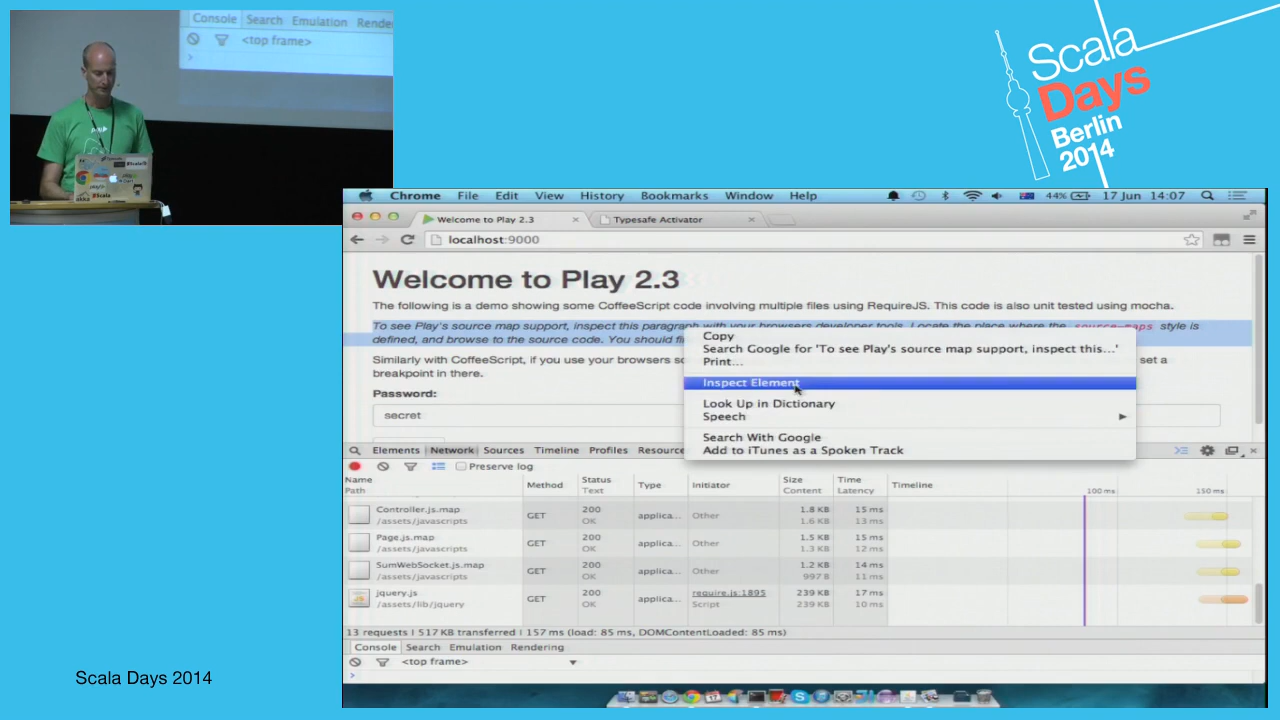 Console Search Emulation Rende
<top frame>
Scala
Days
Berlin
2014
Chrome File Edit View History Bookmarks Window Help 44% 17 Jun 14:07
Welcome to Play 2.3 Typesafe Activator
localhost:9000
Welcome to Play 2.3
The following is a demo showing some CoffeeScript code involving multiple files using RequireJS. This code is also unit tested using mocha.
To see Play's source map support, inspect this paragraph with your browsers developer tools. Locate the place where the source-maps style is
defined, and browse to the source code. You should fi
Similarly with CoffeeScript, if you use your browsers so set a
breakpoint in there.
Copy
Search Google for 'To see Play's source map support, inspect this...'
Print...
Inspect Element
Look Up in Dictionary
Speech
Search With Google
Add to iTunes as a Spoken Track
Password:
secret
Elements Network Sources Timeline Profiles Resource
Preserve log
Name Method Status Type Initiator Size Time Timeline
Path Text Content Latency 100 ms 150 ms
Controller.js.map GET 200 applica... Other 1.8 KB 15 ms
/assets/javascripts OK 1.6 KB 13 ms
Page.js.map GET 200 applica... Other 1.5 KB 15 ms
/assets/javascripts OK 1.3 KB 12 ms
SumWebSocket.js.map GET 200 applica... Other 1.2 KB 14 ms
/assets/javascripts OK 997 B 11 ms
jquery.js GET 200 applica... require.js:1895 239 KB 17 ms
/assets/lib/jquery OK Script 239 KB 10 ms
13 requests | 517 KB transferred | 157 ms (load: 85 ms, DOMContentLoaded: 85 ms)
Console Search Emulation Rendering
<top frame>
Scala Days 2014